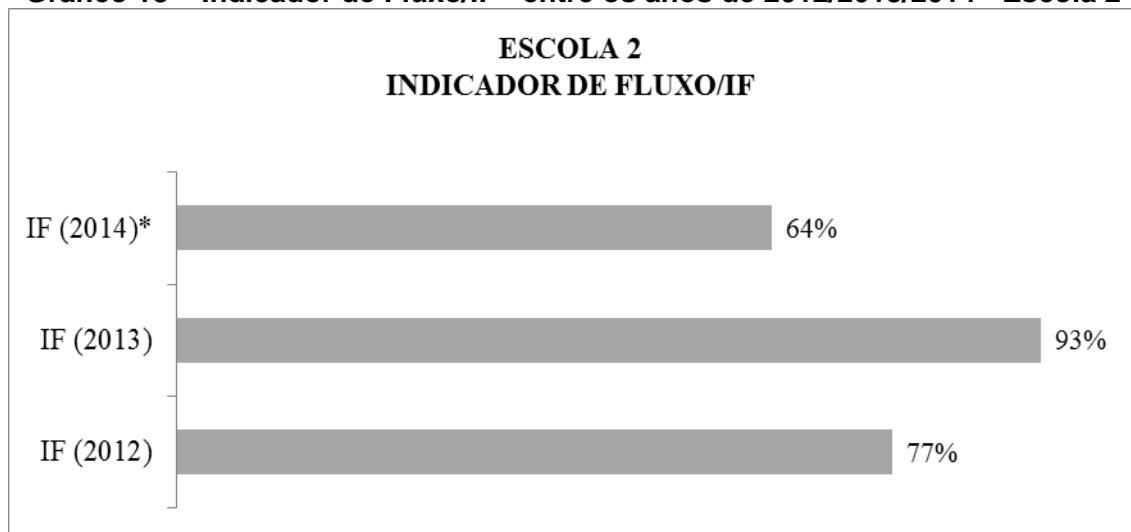 ESCOLA 2
INDICADOR DE FLUXO/IF
IF (2014)* 64%
IF (2013) 93%
IF (2012) 77%